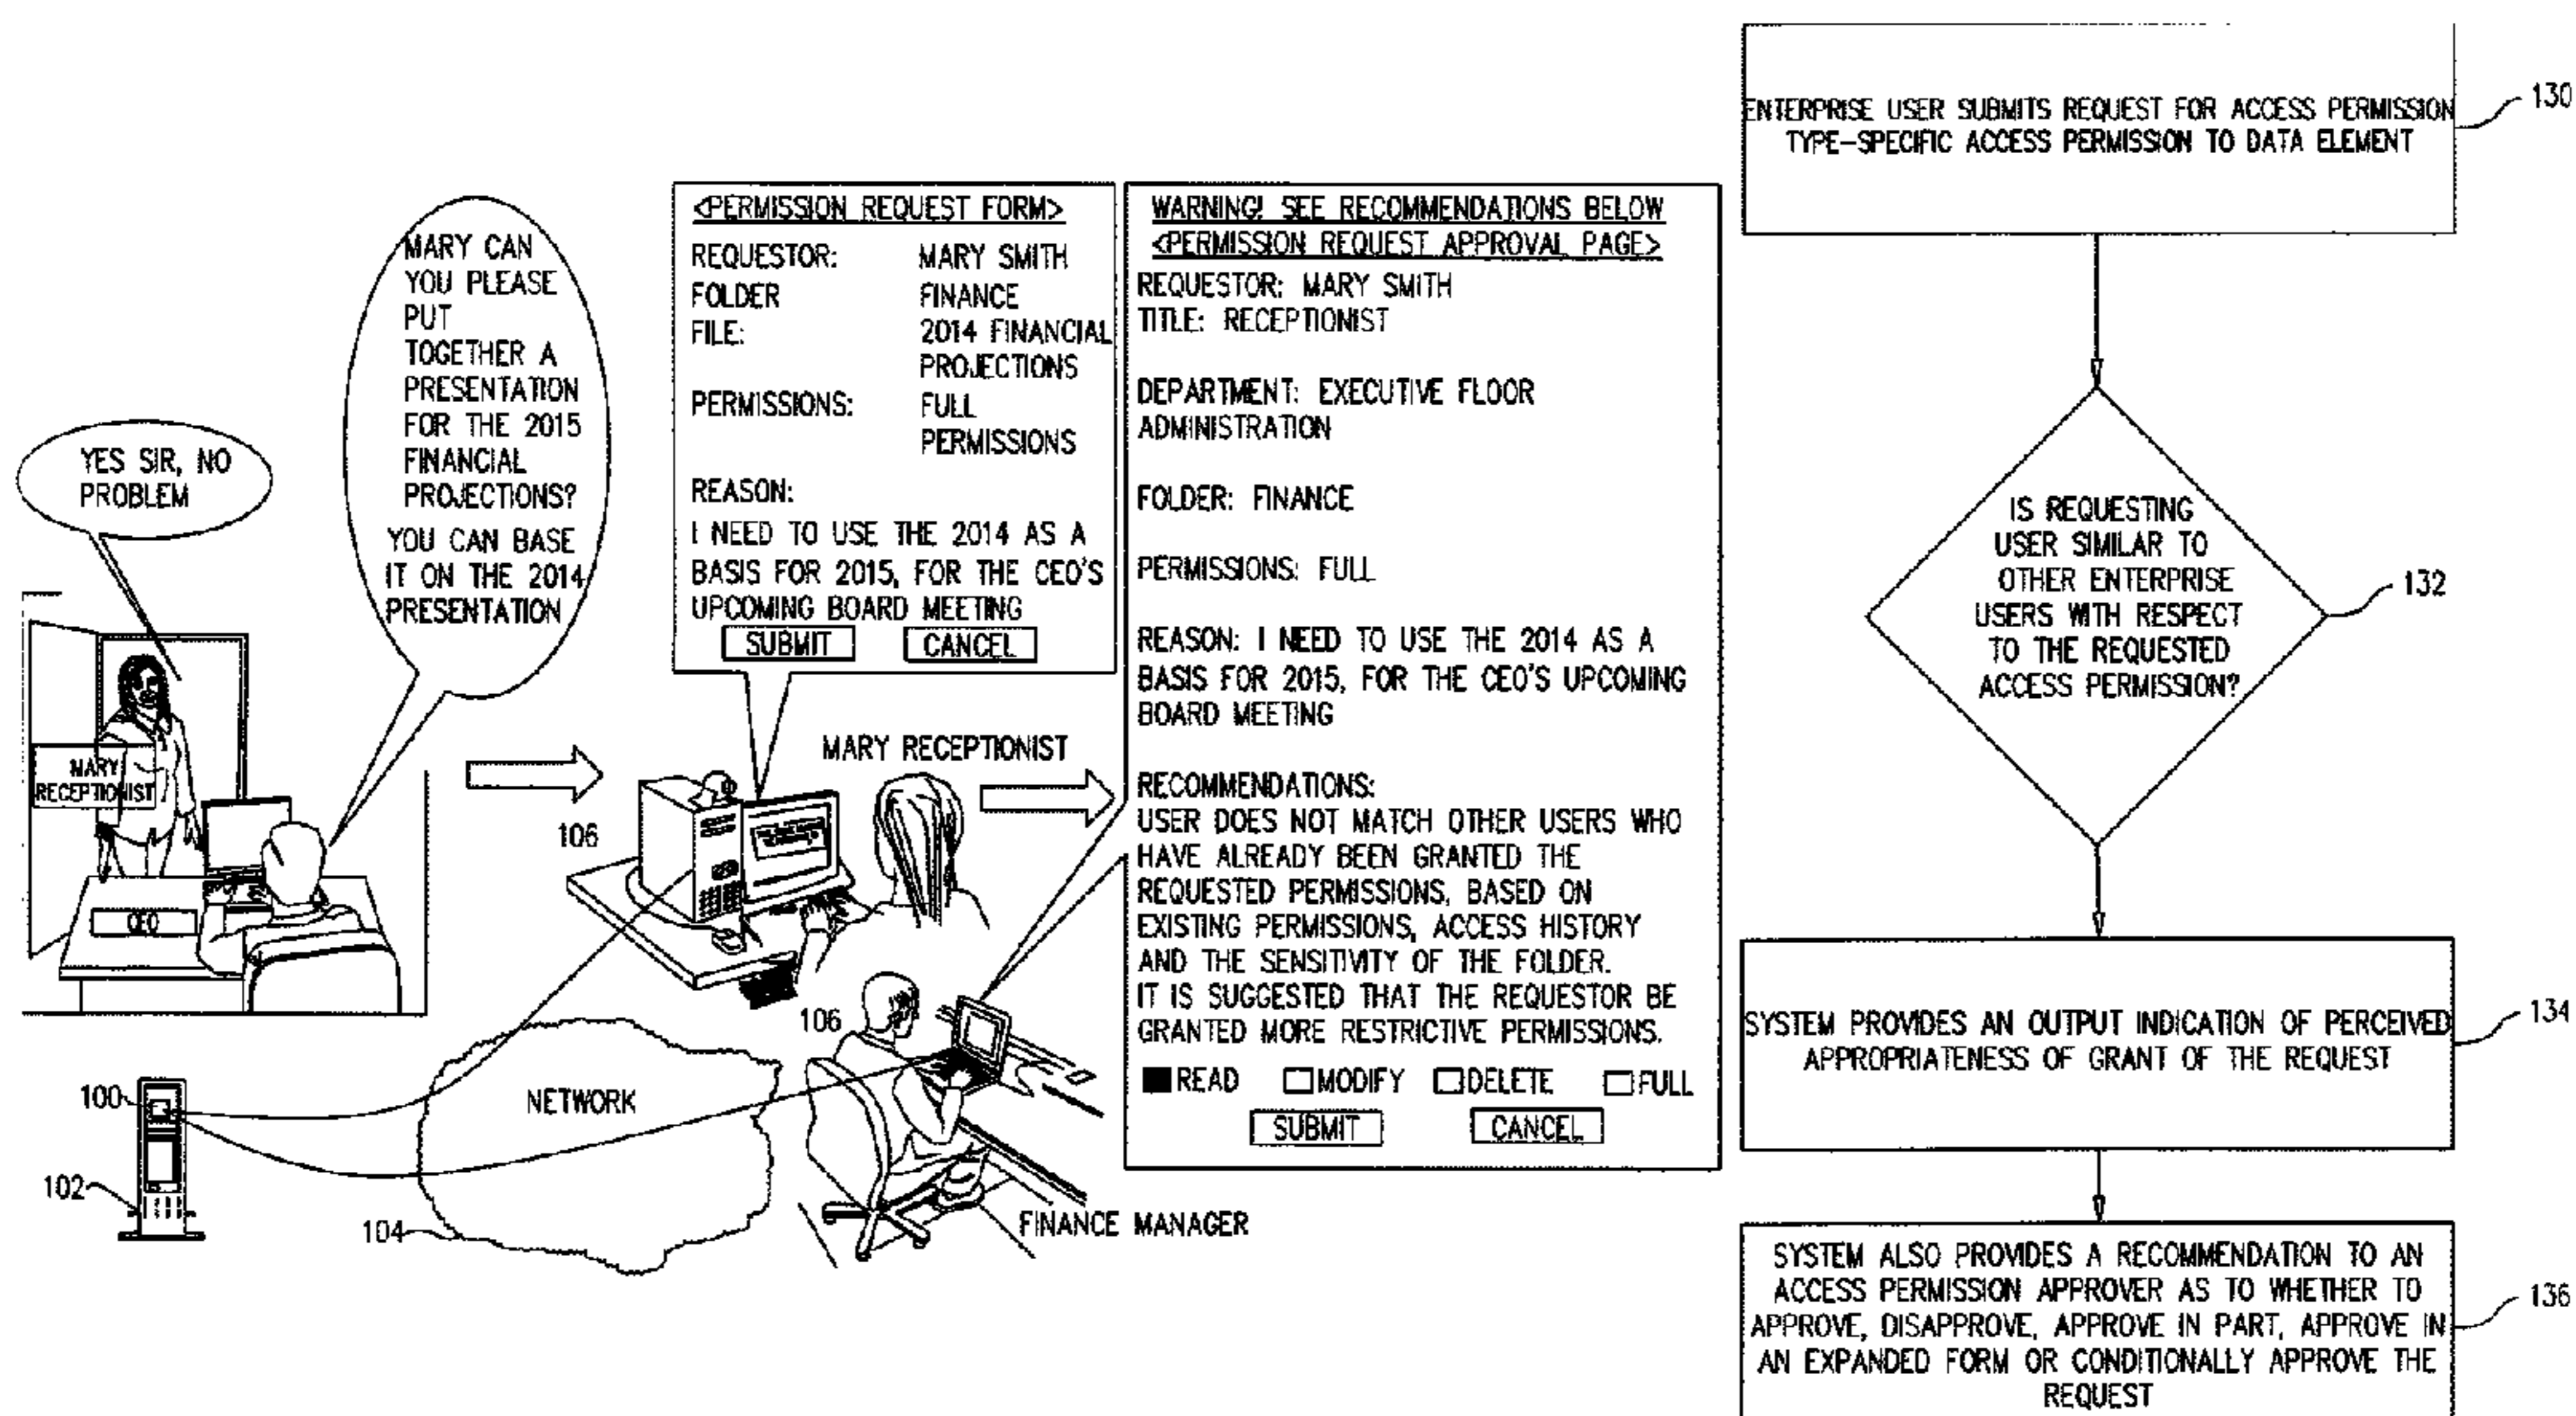 YES SIR, NO
PROBLEM
MARY CAN
YOU PLEASE
PUT
TOGETHER A
PRESENTATION
FOR THE 2015
FINANCIAL
PROJECTIONS?
YOU CAN BASE
IT ON THE 2014
PRESENTATION
MARY
RECEPTIONIST
CEO
<PERMISSION REQUEST FORM>
REQUESTOR: MARY SMITH
FOLDER FINANCE
FILE: 2014 FINANCIAL
PROJECTIONS
PERMISSIONS: FULL
PERMISSIONS
REASON:
I NEED TO USE THE 2014 AS A
BASIS FOR 2015, FOR THE CEO'S
UPCOMING BOARD MEETING
SUBMIT CANCEL
106
MARY RECEPTIONIST
106
FINANCE MANAGER
100
102
NETWORK
104
WARNING! SEE RECOMMENDATIONS BELOW
<PERMISSION REQUEST APPROVAL PAGE>
REQUESTOR: MARY SMITH
TITLE: RECEPTIONIST
DEPARTMENT: EXECUTIVE FLOOR
ADMINISTRATION
FOLDER: FINANCE
PERMISSIONS: FULL
REASON: I NEED TO USE THE 2014 AS A
BASIS FOR 2015, FOR THE CEO'S UPCOMING
BOARD MEETING
RECOMMENDATIONS:
USER DOES NOT MATCH OTHER USERS WHO
HAVE ALREADY BEEN GRANTED THE
REQUESTED PERMISSIONS, BASED ON
EXISTING PERMISSIONS, ACCESS HISTORY
AND THE SENSITIVITY OF THE FOLDER.
IT IS SUGGESTED THAT THE REQUESTOR BE
GRANTED MORE RESTRICTIVE PERMISSIONS.
READ MODIFY DELETE FULL
SUBMIT CANCEL
ENTERPRISE USER SUBMITS REQUEST FOR ACCESS PERMISSION
TYPE-SPECIFIC ACCESS PERMISSION TO DATA ELEMENT
130
IS REQUESTING
USER SIMILAR TO
OTHER ENTERPRISE
USERS WITH RESPECT
TO THE REQUESTED
ACCESS PERMISSION?
132
SYSTEM PROVIDES AN OUTPUT INDICATION OF PERCEIVED
APPROPRIATENESS OF GRANT OF THE REQUEST
134
SYSTEM ALSO PROVIDES A RECOMMENDATION TO AN
ACCESS PERMISSION APPROVER AS TO WHETHER TO
APPROVE, DISAPPROVE, APPROVE IN PART, APPROVE IN
AN EXPANDED FORM OR CONDITIONALLY APPROVE THE
REQUEST
136